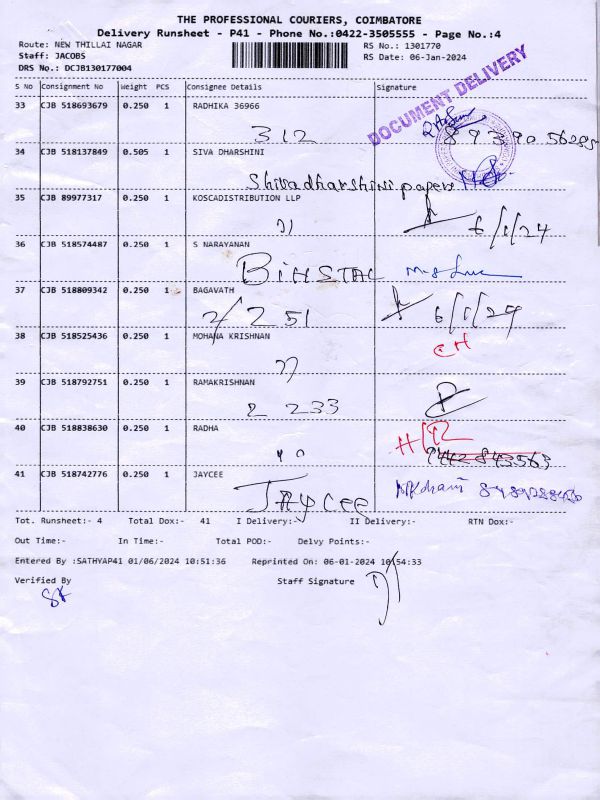 THE PROFESSIONAL COURIERS, COIMBATORE
Delivery Runsheet - P41 - Phone No.:0422-3505555 - Page No.:4
Route: NEW THILLAI NAGAR RS No.: 1301770
Staff: JACOBS RS Date: 06-Jan-2024
DRS No.: DCJB130177004
DOCUMENT DELIVERY
S No Consignment No Weight PCS Consignee Details Signature
33 CJB 518693679 0.250 1 RADHIKA 36966
312 8939056285
34 CJB 518137849 0.505 1 SIVA DHARSHINI
Shivadharshini papers
35 CJB 89977317 0.250 1 KOSCADISTRIBUTION LLP
6/1/24
36 CJB 518574487 0.250 1 S NARAYANAN
BIHSTAL
37 CJB 518809342 0.250 1 BAGAVATH
2/251 6/1/24
38 CJB 518525436 0.250 1 MOHANA KRISHNAN
CH
39 CJB 518792751 0.250 1 RAMAKRISHNAN
2 233
40 CJB 518838630 0.250 1 RADHA
H/92
9442 843563
41 CJB 518742776 0.250 1 JAYCEE
JAYCee
Tot. Runsheet:- 4 Total Dox:- 41 I Delivery:- II Delivery:- RTN Dox:-
Out Time:- In Time:- Total POD:- Delvy Points:-
Entered By :SATHYAP41 01/06/2024 10:51:36 Reprinted On: 06-01-2024 10:54:33
Verified By Staff Signature